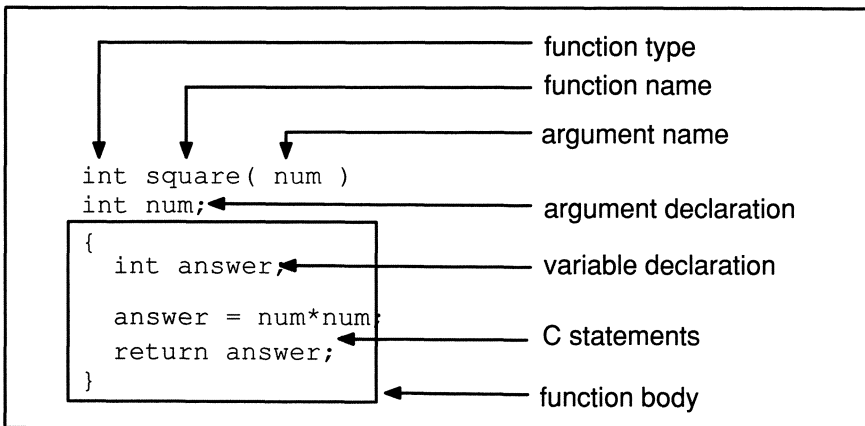 function type
function name
argument name
int square( num )
int num;
argument declaration
{
int answer;
variable declaration
answer = num*num;
C statements
return answer;
}
function body